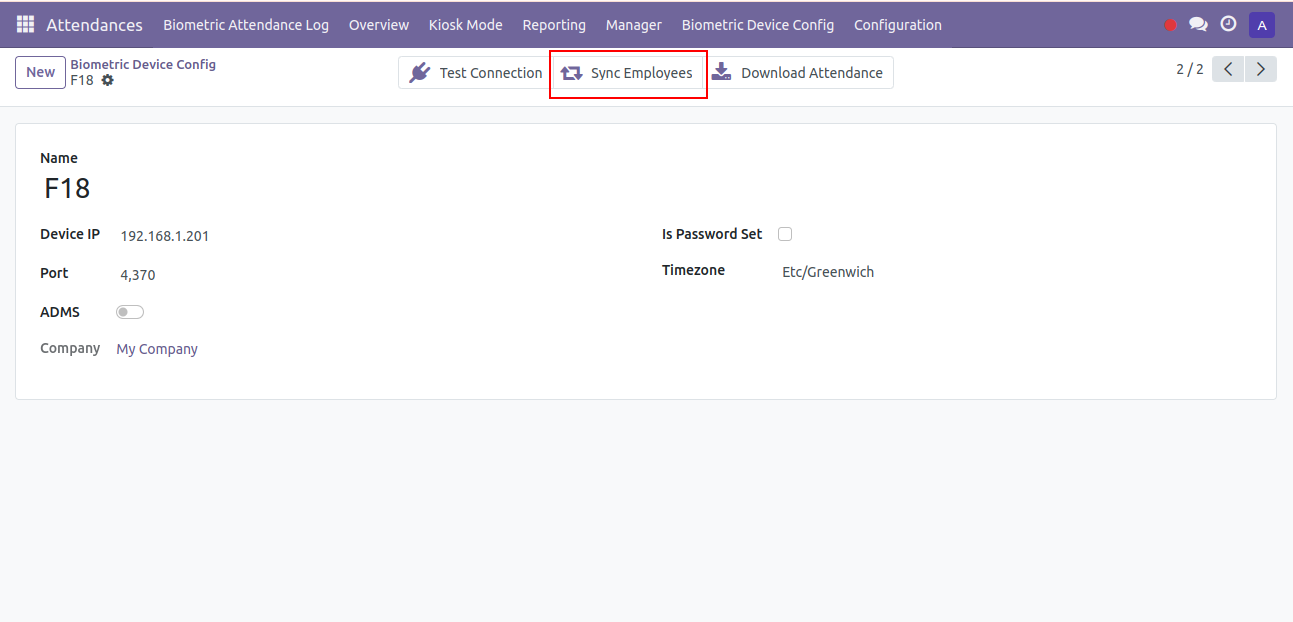 Attendances Biometric Attendance Log Overview Kiosk Mode Reporting Manager Biometric Device Config Configuration A
New Biometric Device Config
F18
Test Connection Sync Employees Download Attendance 2 / 2
Name
F18
Device IP 192.168.1.201 Is Password Set
Port 4,370 Timezone Etc/Greenwich
ADMS
Company My Company